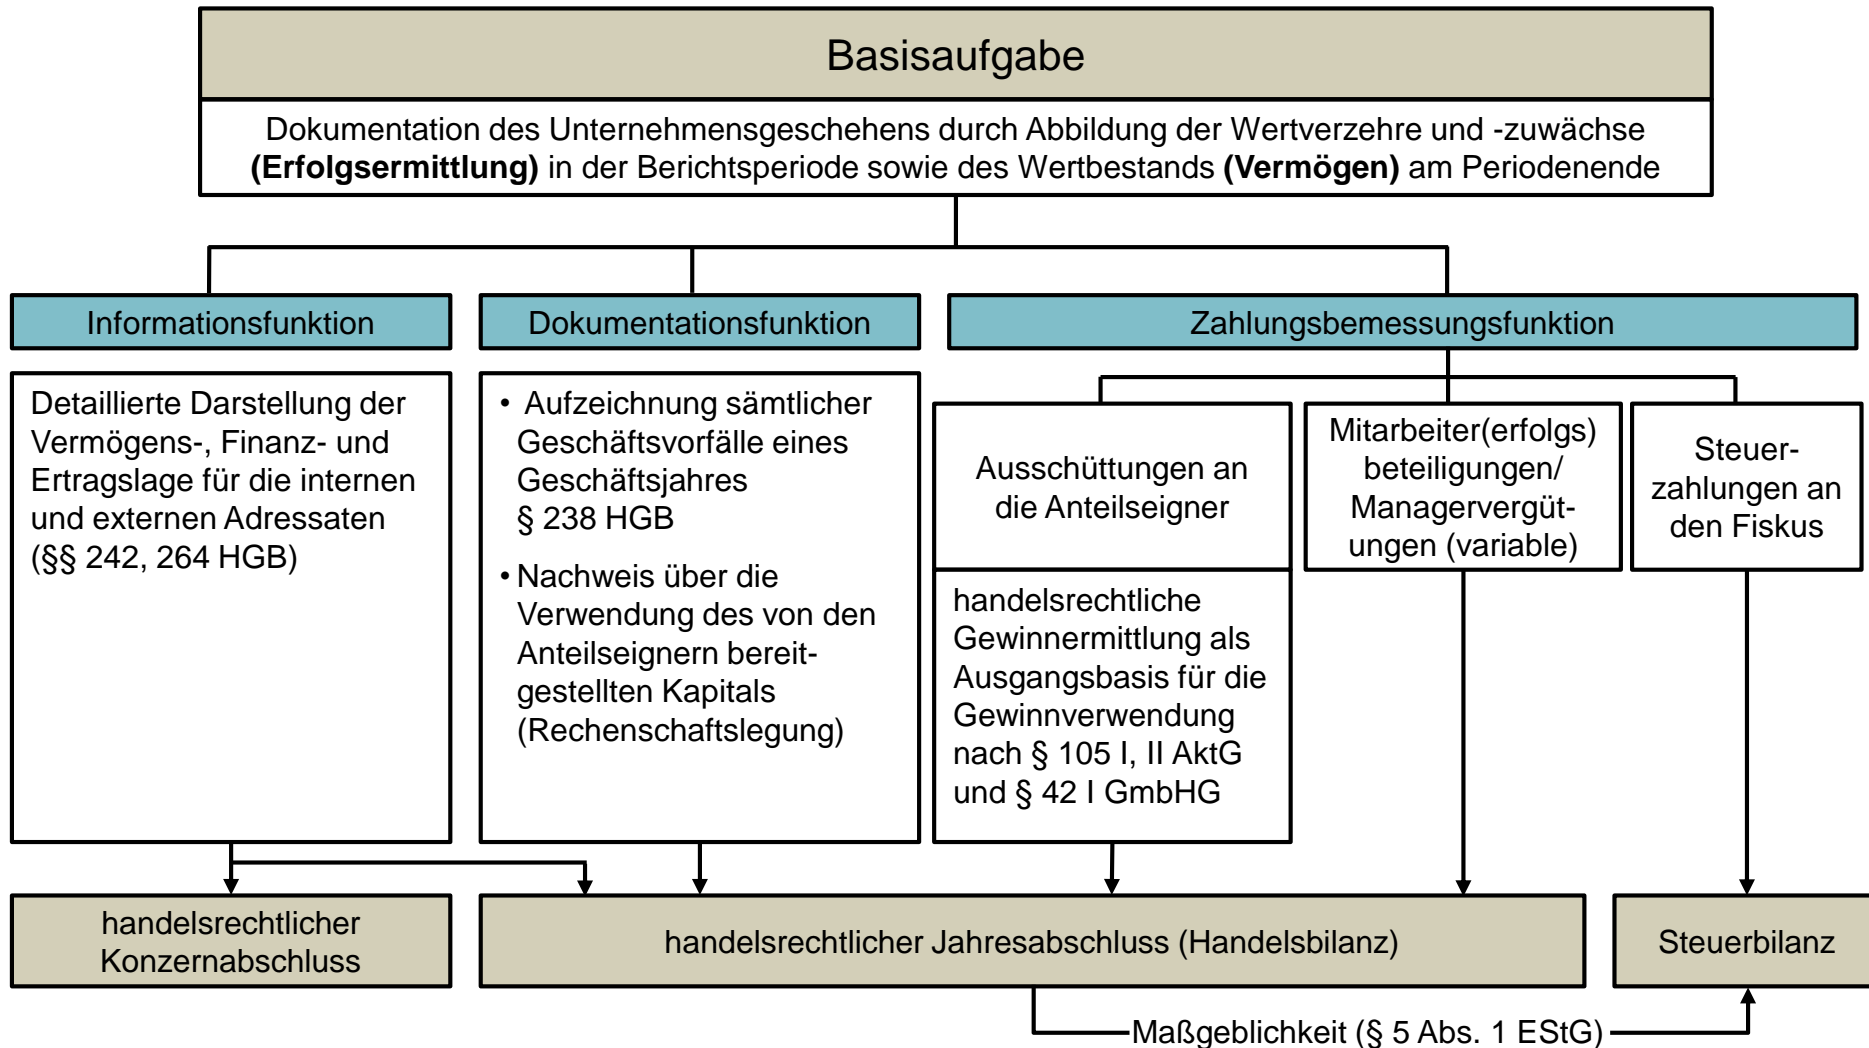 Basisaufgabe
Dokumentation des Unternehmensgeschehens durch Abbildung der Wertverzehre und -zuwächse
(Erfolgsermittlung) in der Berichtsperiode sowie des Wertbestands (Vermögen) am Periodenende
Informationsfunktion
Detaillierte Darstellung der
Vermögens-, Finanz- und
Ertragslage für die internen
und externen Adressaten
(§§ 242, 264 HGB)
Dokumentationsfunktion
• Aufzeichnung sämtlicher
Geschäftsvorfälle eines
Geschäftsjahres
§ 238 HGB
• Nachweis über die
Verwendung des von den
Anteilseignern bereit-
gestellten Kapitals
(Rechenschaftslegung)
Zahlungsbemessungsfunktion
Ausschüttungen an
die Anteilseigner
handelsrechtliche
Gewinnermittlung als
Ausgangsbasis für die
Gewinnverwendung
nach § 105 I, II AktG
und § 42 I GmbHG
Mitarbeiter(erfolgs)
beteiligungen/
Managervergüt-
ungen (variable)
Steuer-
zahlungen an
den Fiskus
handelsrechtlicher
Konzernabschluss
handelsrechtlicher Jahresabschluss (Handelsbilanz)
Steuerbilanz
Maßgeblichkeit (§ 5 Abs. 1 EStG)